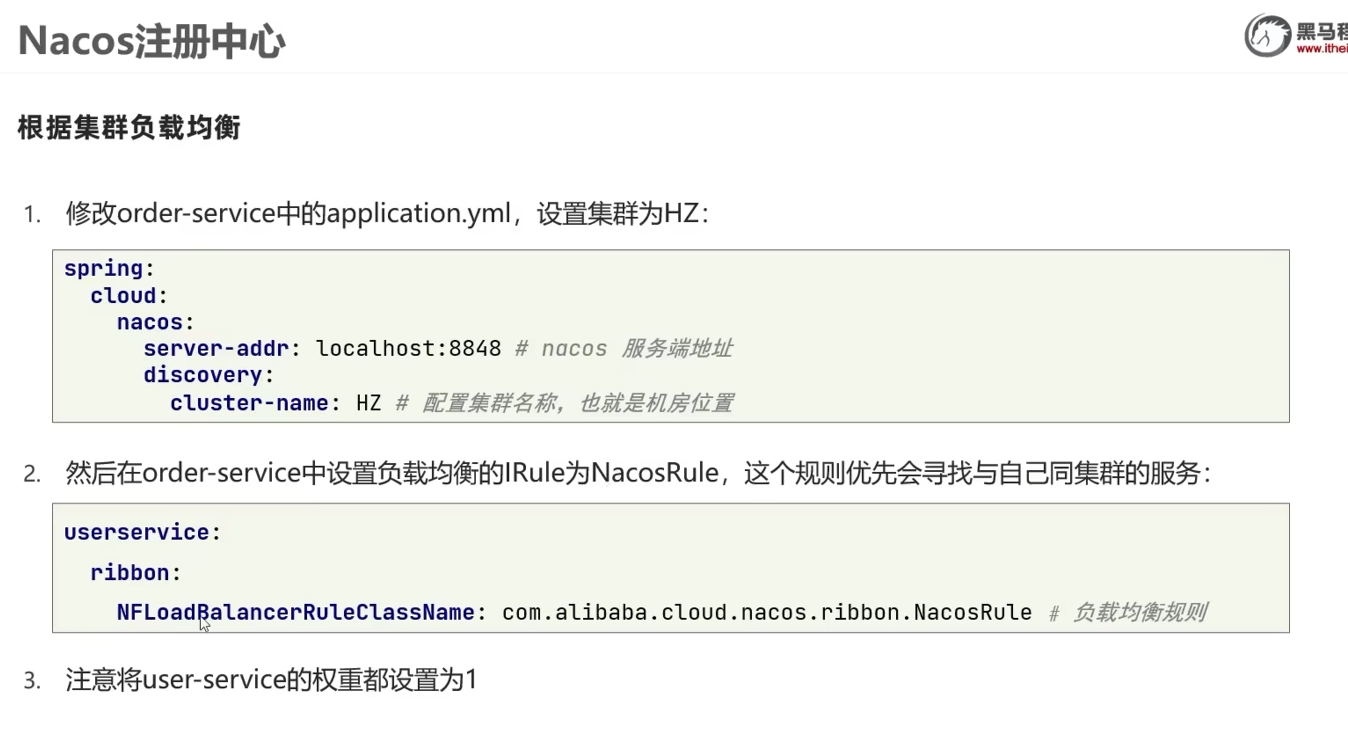 Nacos注册中心
黑马程
www.ithei
根据集群负载均衡
1. 修改order-service中的application.yml，设置集群为HZ：
spring:
  cloud:
    nacos:
      server-addr: localhost:8848 # nacos 服务端地址
      discovery:
        cluster-name: HZ # 配置集群名称，也就是机房位置
2. 然后在order-service中设置负载均衡的IRule为NacosRule，这个规则优先会寻找与自己同集群的服务：
userservice:
  ribbon:
    NFLoadBalancerRuleClassName: com.alibaba.cloud.nacos.ribbon.NacosRule # 负载均衡规则
3. 注意将user-service的权重都设置为1